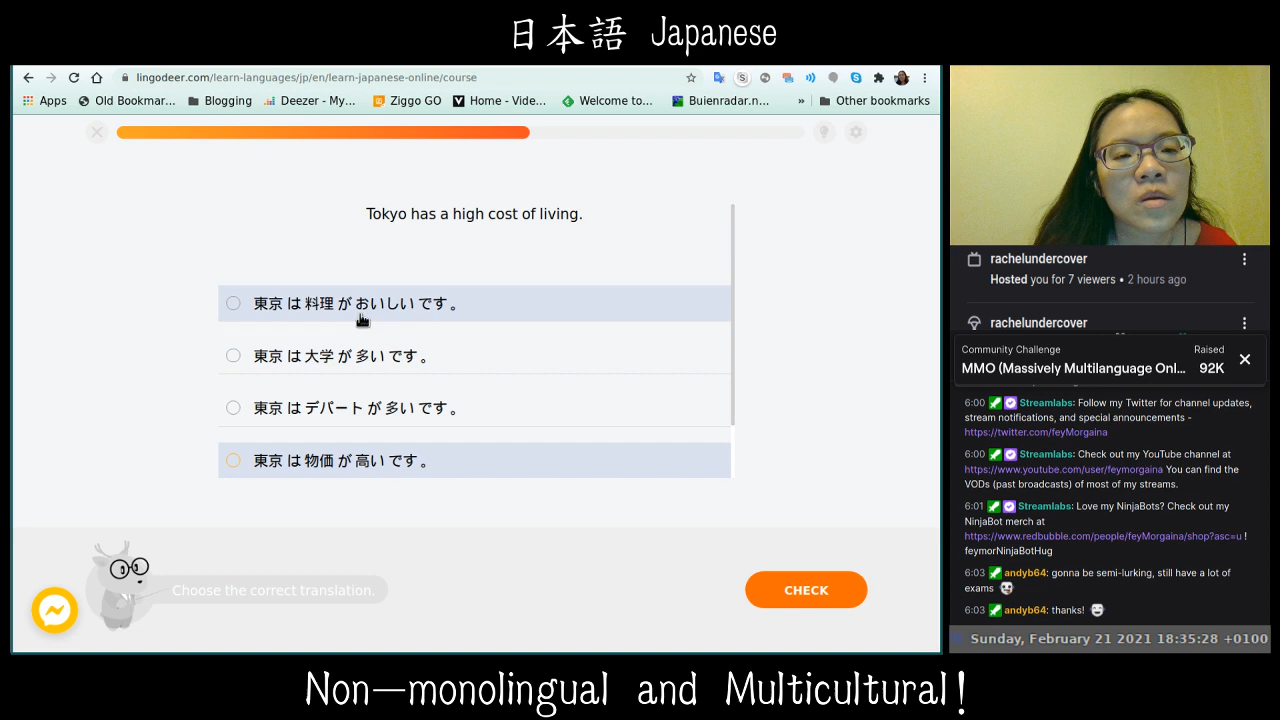 日本語 Japanese
lingodeer.com/learn-languages/jp/en/learn-japanese-online/course
Apps
Old Bookmar...
Blogging
Deezer - My...
Ziggo GO
Home - Vide...
Welcome to...
Buienradar.n...
»
Other bookmarks
Tokyo has a high cost of living.
東京 は 料理 が おいしい です 。
東京 は 大学 が 多い です 。
東京 は デパート が 多い です 。
東京 は 物価 が 高い です 。
Choose the correct translation.
CHECK
rachelundercover
Hosted you for 7 viewers • 2 hours ago
rachelundercover
Community Challenge
Raised
MMO (Massively Multilanguage Onl...
92K
6:00 Streamlabs: Follow my Twitter for channel updates,
stream notifications, and special announcements -
https://twitter.com/feyMorgaina
6:00 Streamlabs: Check out my YouTube channel at
https://www.youtube.com/user/feymorgaina You can find the
VODs (past broadcasts) of most of my streams.
6:01 Streamlabs: Love my NinjaBots? Check out my
NinjaBot merch at
https://www.redbubble.com/people/feyMorgaina/shop?asc=u !
feymorNinjaBotHug
6:03 andyb64: gonna be semi-lurking, still have a lot of
exams
6:03 andyb64: thanks!
Sunday, February 21 2021 18:35:28 +0100
Non-monolingual and Multicultural!